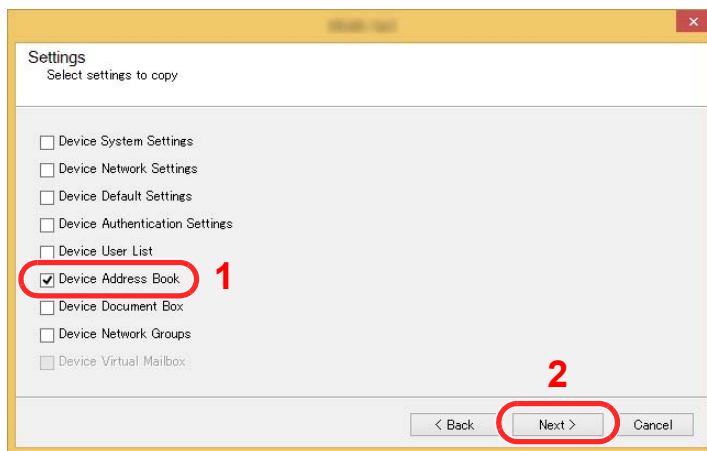 Settings
Select settings to copy
Device System Settings
Device Network Settings
Device Default Settings
Device Authentication Settings
Device User List
Device Address Book
1
Device Document Box
Device Network Groups
Device Virtual Mailbox
2
< Back
Next >
Cancel